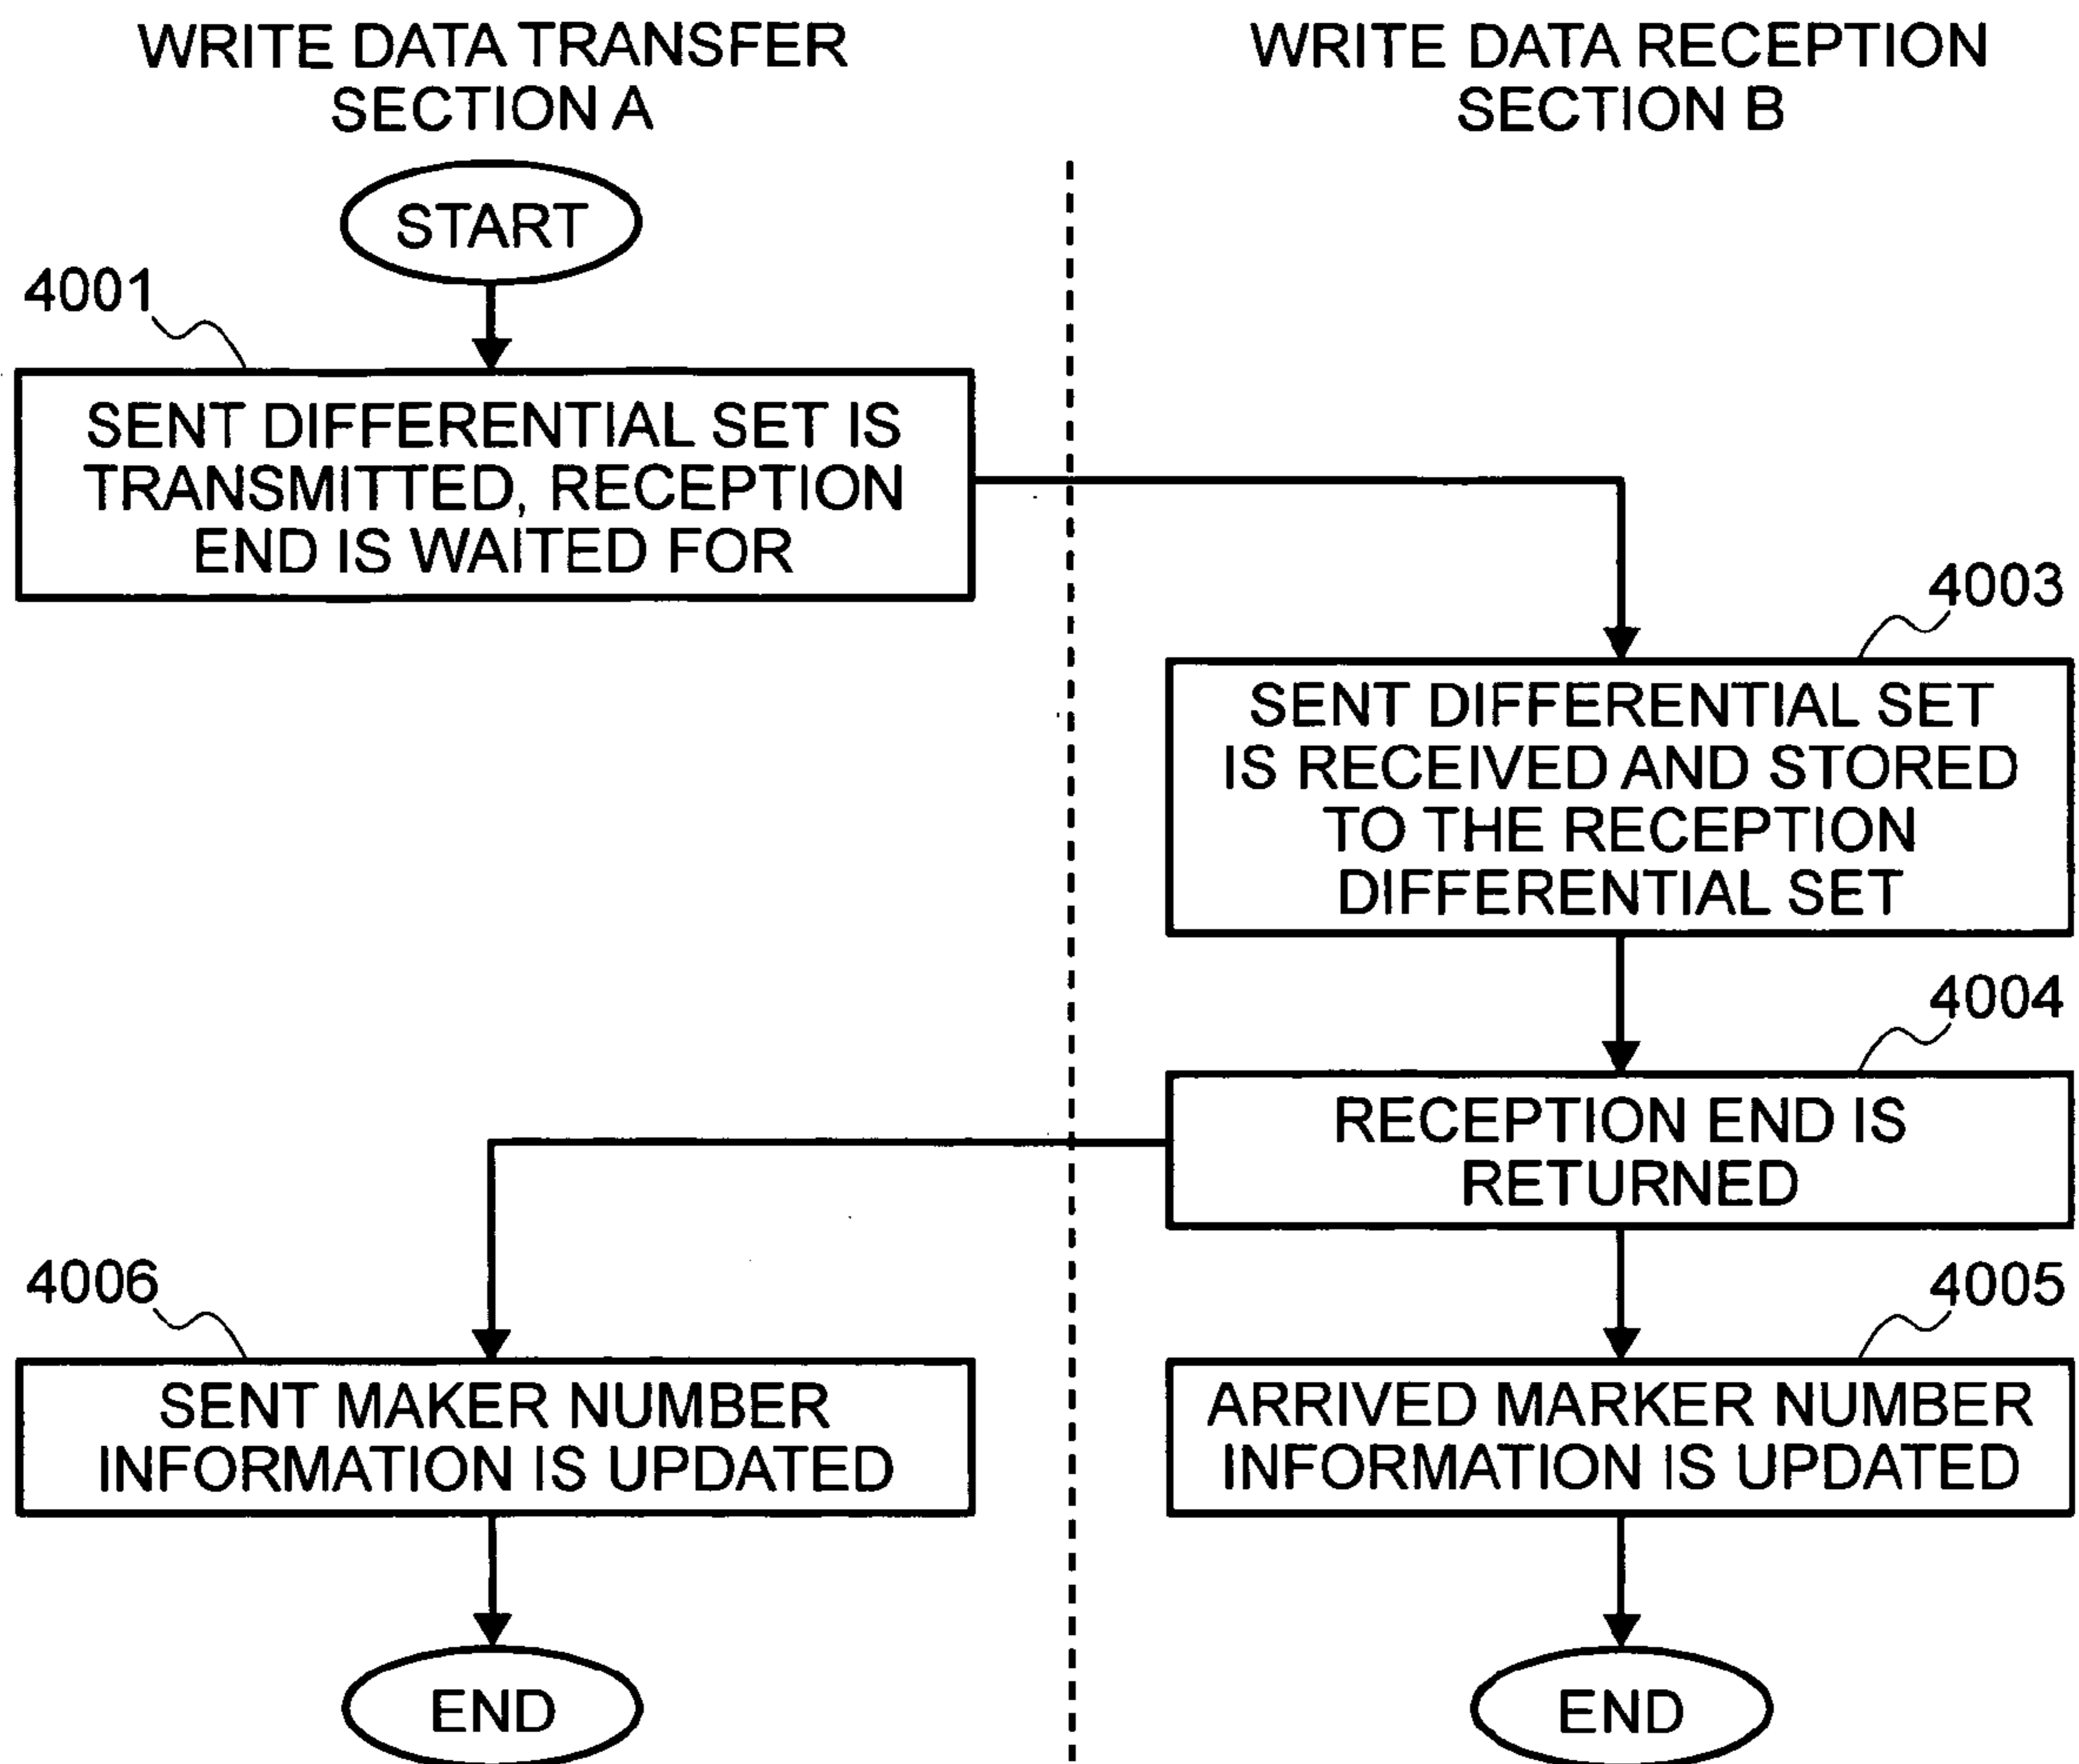 WRITE DATA TRANSFER
SECTION A
WRITE DATA RECEPTION
SECTION B
START
4001
SENT DIFFERENTIAL SET IS
TRANSMITTED, RECEPTION
END IS WAITED FOR
4003
SENT DIFFERENTIAL SET
IS RECEIVED AND STORED
TO THE RECEPTION
DIFFERENTIAL SET
4004
RECEPTION END IS
RETURNED
4006
SENT MAKER NUMBER
INFORMATION IS UPDATED
4005
ARRIVED MARKER NUMBER
INFORMATION IS UPDATED
END
END